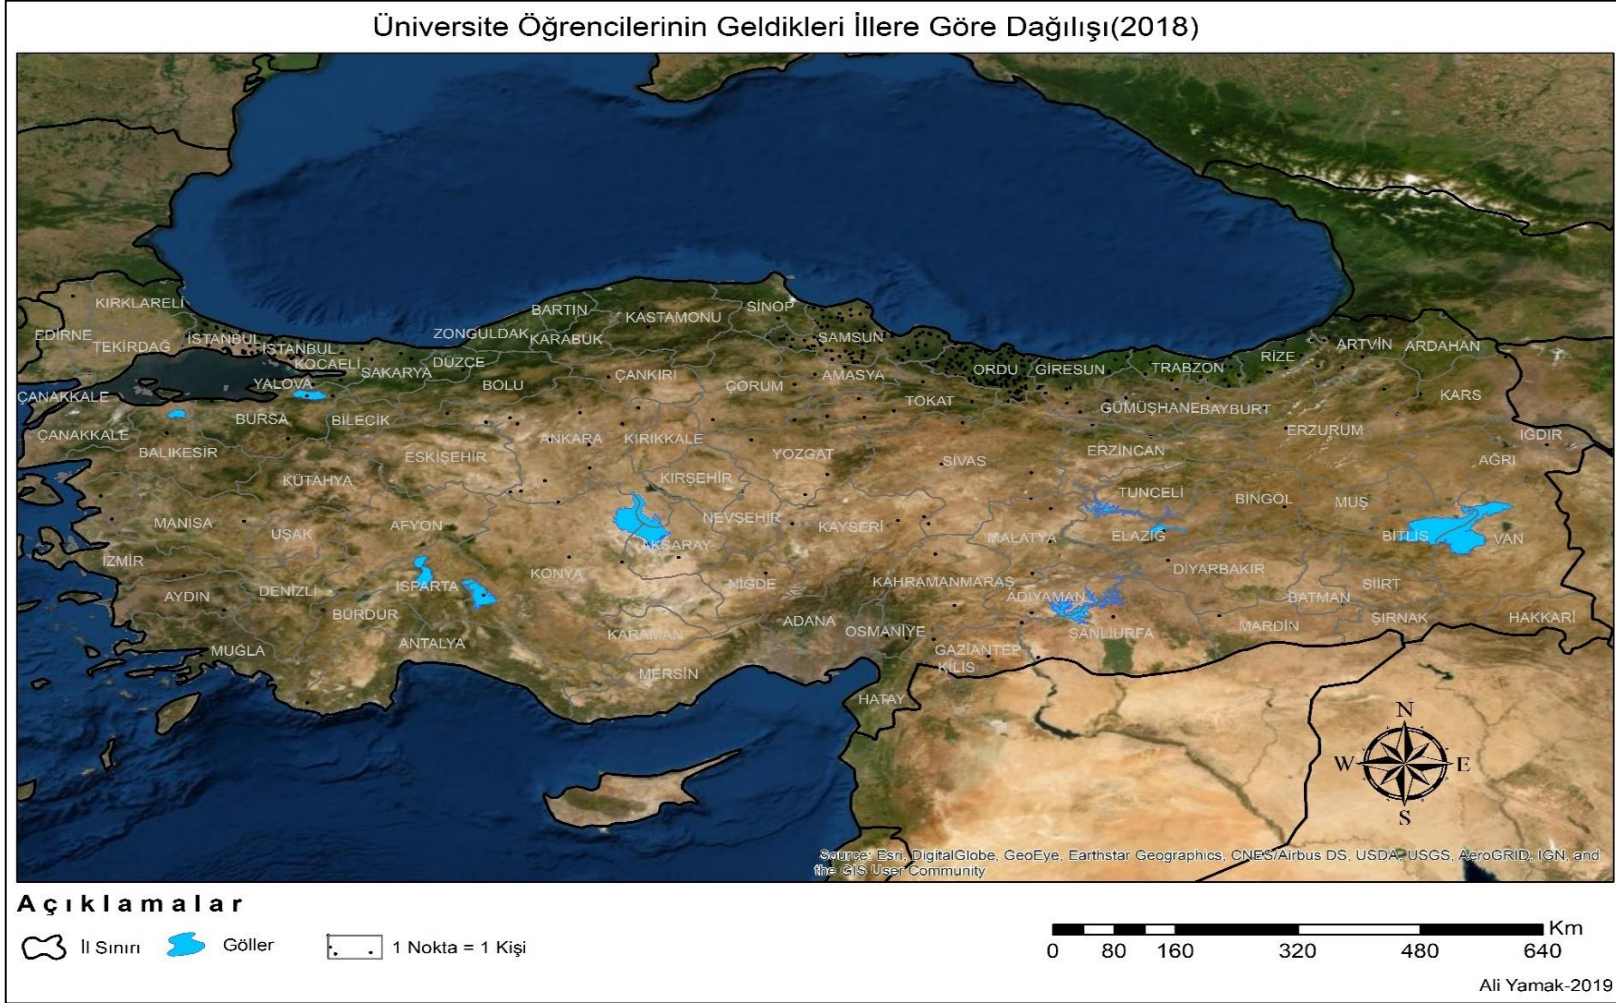 Üniversite Öğrencilerinin Geldikleri İllere Göre Dağılışı(2018)
KIRKLARELİ
EDİRNE
TEKİRDAĞ
İSTANBUL
İSTANBUL
KOCAELİ
SAKARYA
DÜZCE
ZONGULDAK
BARTIN
KARABÜK
KASTAMONU
SİNOP
SAMSUN
ORDU
GİRESUN
TRABZON
RİZE
ARTVİN
ARDAHAN
ÇANAKKALE
YALOVA
BOLU
ÇANKIRI
ÇORUM
AMASYA
TOKAT
GÜMÜŞHANE
BAYBURT
KARS
ÇANAKKALE
BURSA
BİLECİK
BALIKESİR
ESKİŞEHİR
ANKARA
KIRIKKALE
YOZGAT
SİVAS
ERZİNCAN
ERZURUM
IĞDIR
AĞRI
KÜTAHYA
KIRŞEHİR
TUNCELİ
BİNGÖL
MUŞ
MANİSA
UŞAK
AFYON
NEVŞEHİR
KAYSERİ
MALATYA
ELAZIĞ
BİTLİS
VAN
İZMİR
AKSARAY
AYDIN
DENİZLİ
ISPARTA
KONYA
NİĞDE
KAHRAMANMARAŞ
ADIYAMAN
DİYARBAKIR
BATMAN
SİİRT
BURDUR
ANTALYA
KARAMAN
ADANA
OSMANİYE
ŞANLIURFA
MARDİN
ŞIRNAK
HAKKARİ
MUĞLA
MERSİN
GAZİANTEP
KİLİS
HATAY
N
W
E
S
Source: Esri, DigitalGlobe, GeoEye, Earthstar Geographics, CNES/Airbus DS, USDA, USGS, AeroGRID, IGN, and
the GIS User Community
Açıklamalar
İl Sınırı
Göller
1 Nokta = 1 Kişi
Km
0 80 160 320 480 640
Ali Yamak-2019